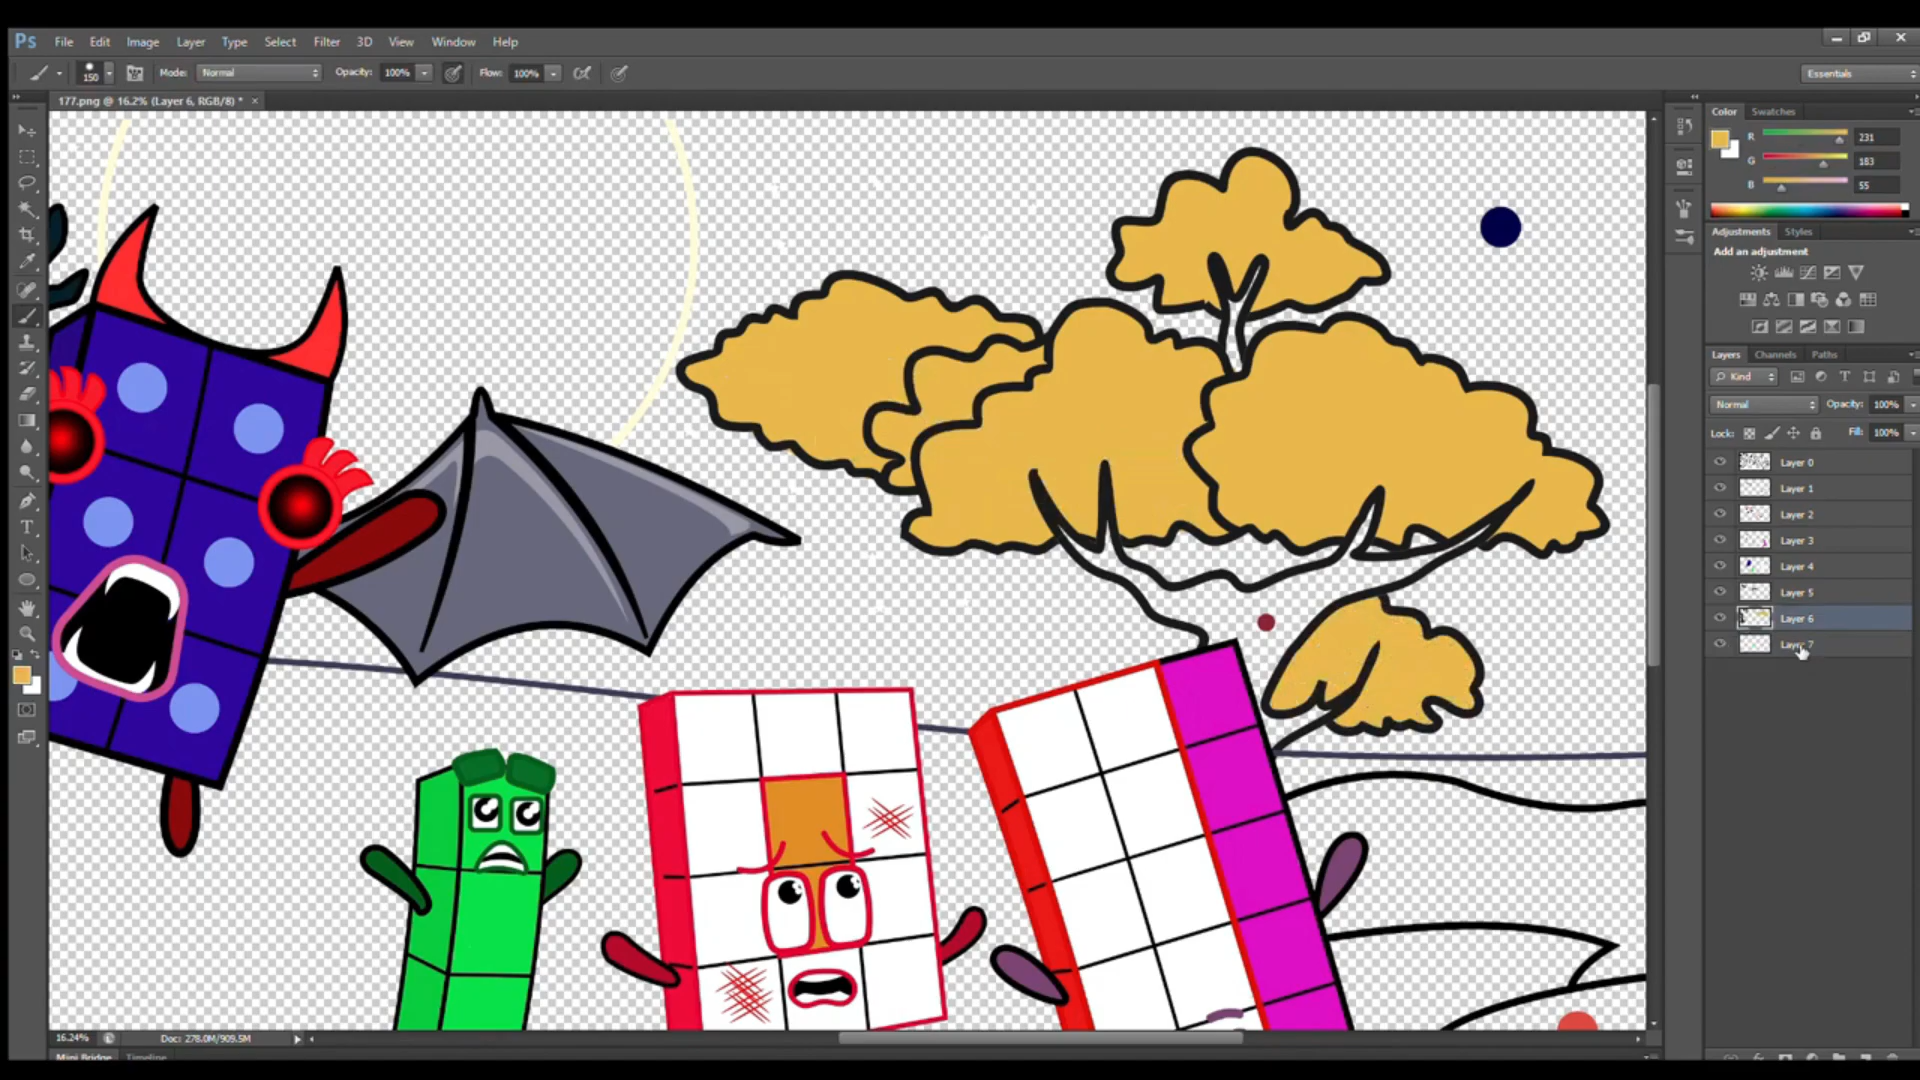 Ps File Edit Image Layer Type Select Filter 3D View Window Help
150 Mode: Normal Opacity: 100% Flow: 100% Essentials
177.png @ 16.2% (Layer 6, RGB/8) * ×
Color Swatches
R 231
G 183
B 55
Adjustments Styles
Add an adjustment
Layers Channels Paths
Kind
Normal Opacity: 100%
Lock: Fill: 100%
Layer 0
Layer 1
Layer 2
Layer 3
Layer 4
Layer 5
Layer 6
Layer 7
16.24% Doc: 278.0M/909.5M
Mini Bridge Timeline